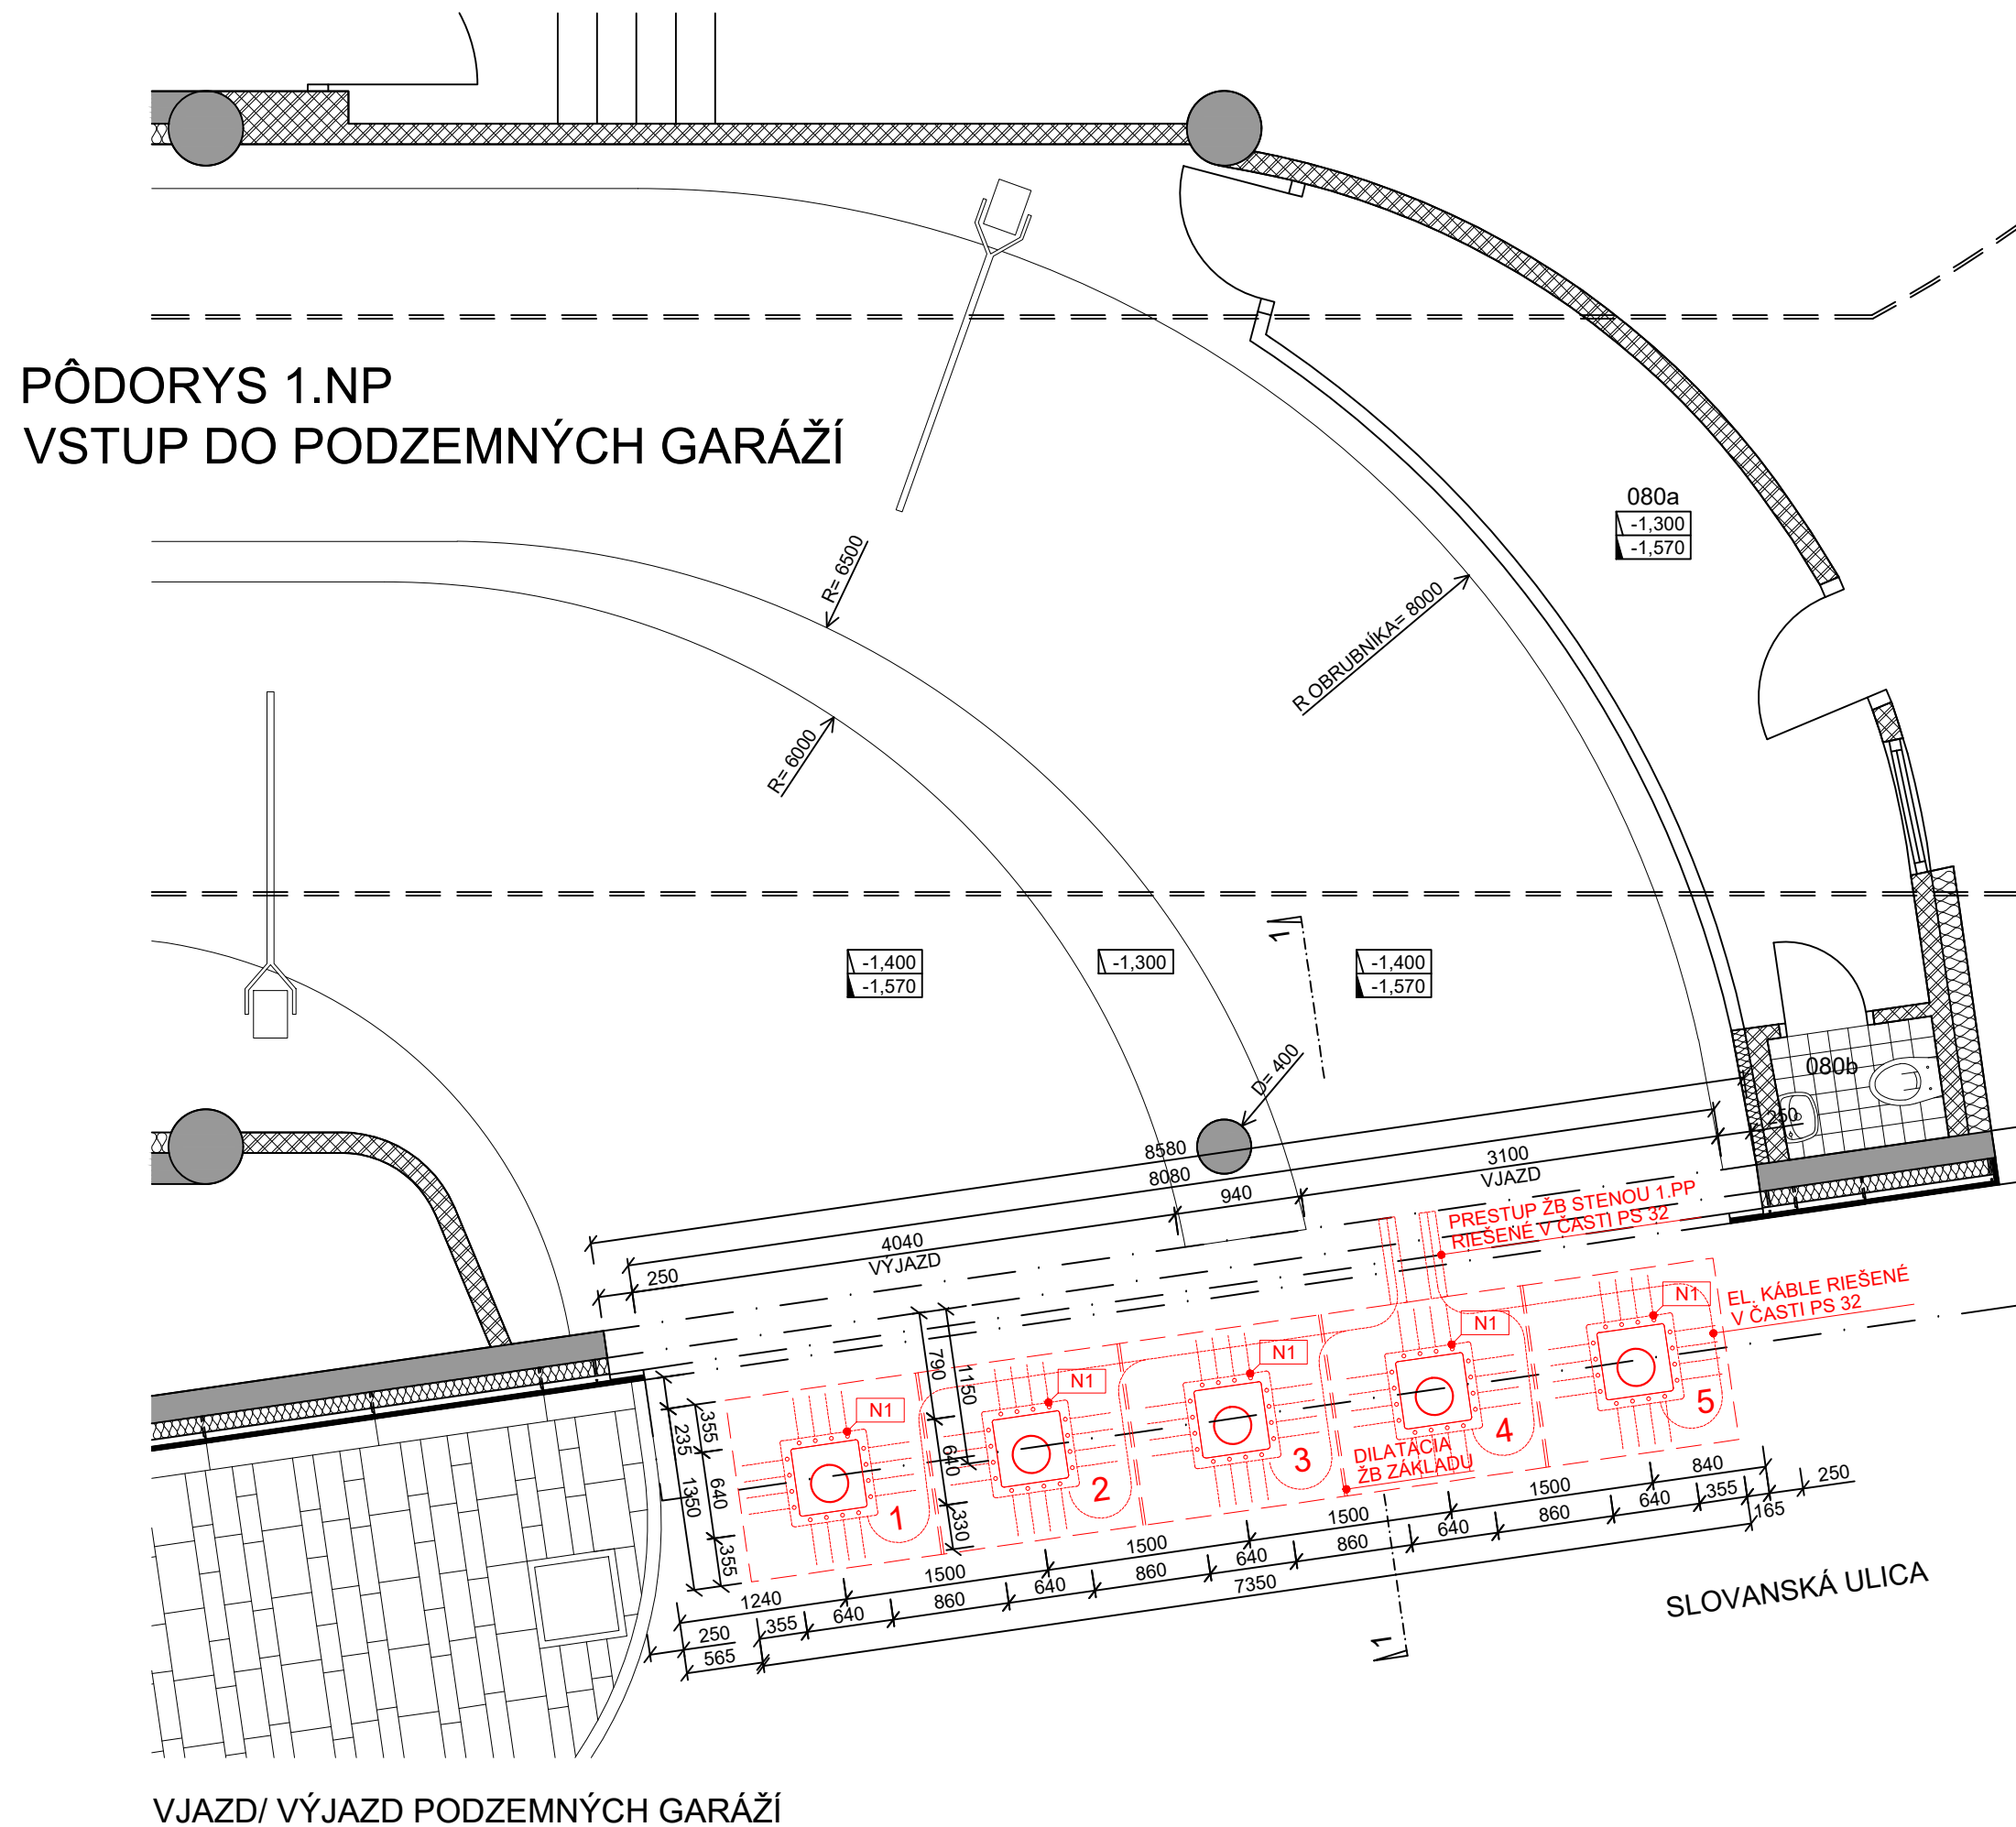 PÔDORYS 1.NP
VSTUP DO PODZEMNÝCH GARÁŽÍ
080a
-1,300
-1,570
R= 6500
R OBRUBNÍKA= 8000
R= 6000
1
-1,400
-1,570
-1,300
-1,400
-1,570
080b
D= 400
250
8580
8080
3100
VJAZD
940
4040
VÝJAZD
250
PRESTUP ŽB STENOU 1.PP
RIEŠENÉ V ČASTI PS 32
EL. KÁBLE RIEŠENÉ
V ČASTI PS 32
N1
N1
N1
N1
N1
790
1150
640
330
355
235
640
1350
355
1
2
3
4
5
DILATÁCIA
ŽB ZÁKLADU
1240
1500
1500
1500
1500
840
250
355
640
860
640
860
640
860
640
860
640
355
165
250
565
7350
1
SLOVANSKÁ ULICA
VJAZD/ VÝJAZD PODZEMNÝCH GARÁŽÍ